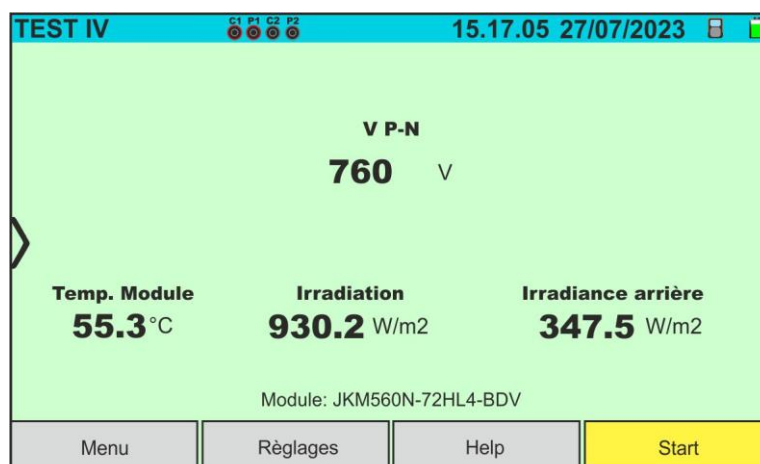 TEST IV C1 P1 C2 P2 15.17.05 27/07/2023
V P-N
760 V
Temp. Module Irradiation Irradiance arrière
55.3°C 930.2 W/m2 347.5 W/m2
Module: JKM560N-72HL4-BDV
Menu Règlages Help Start